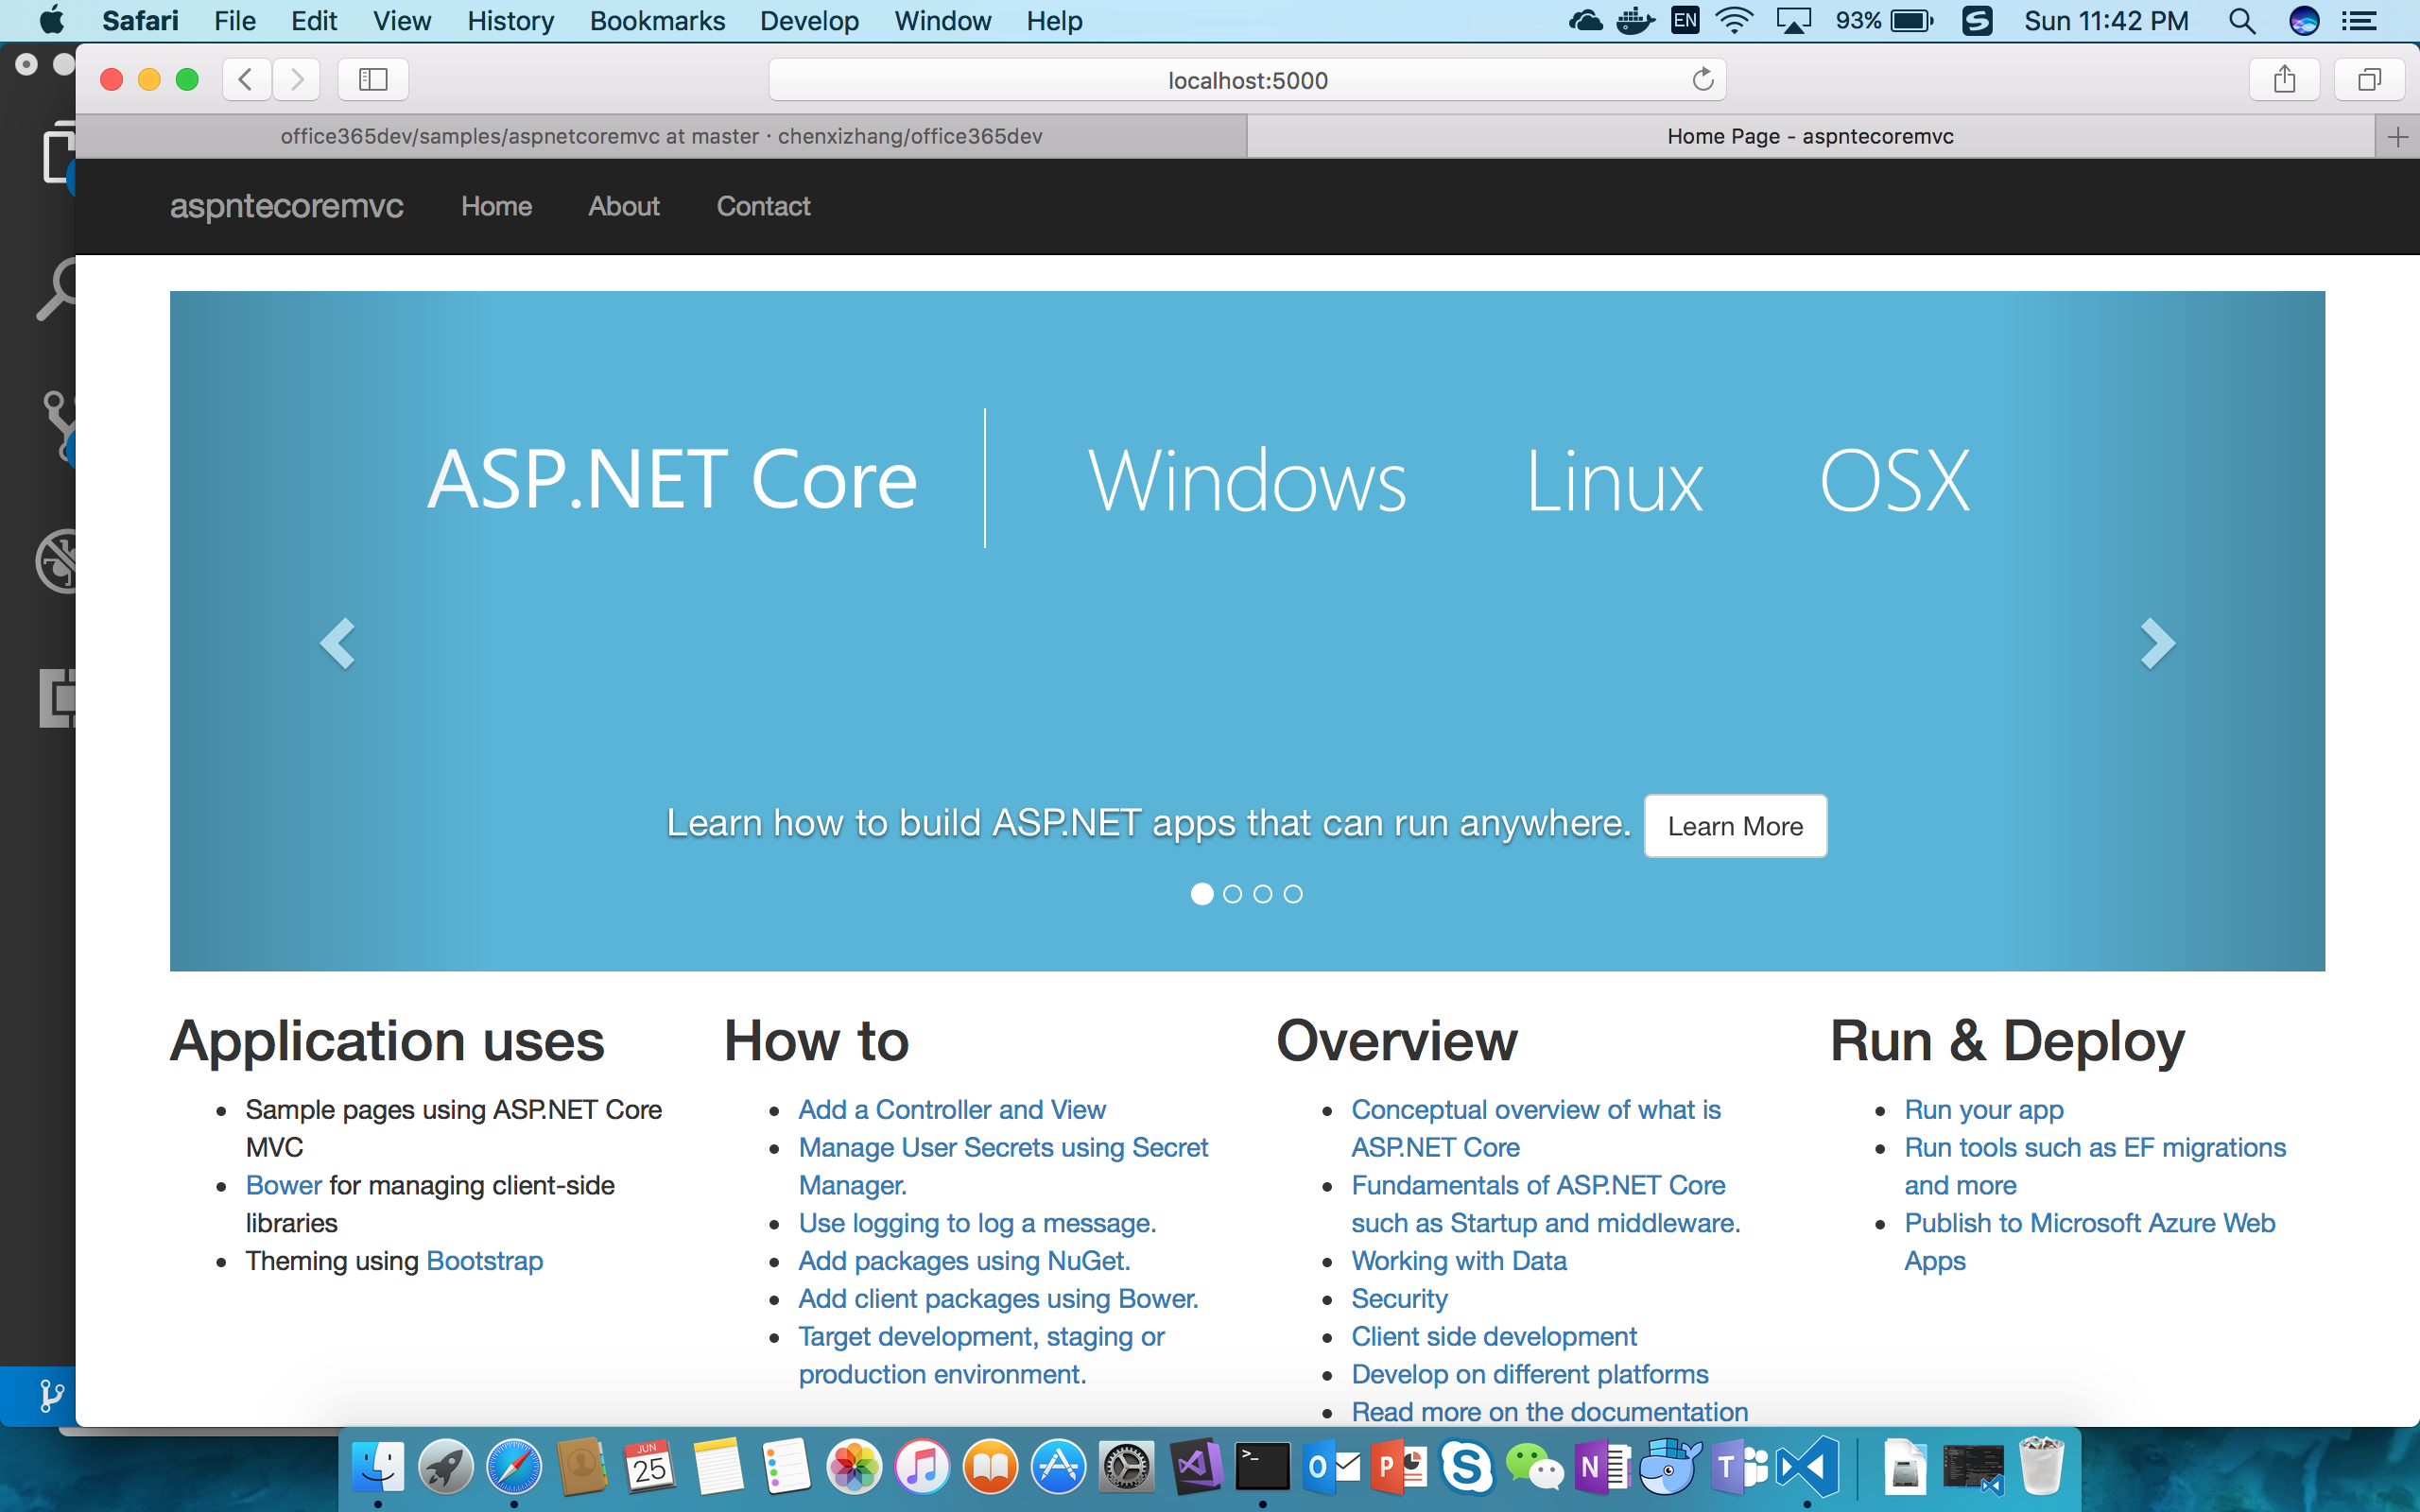 Safari File Edit View History Bookmarks Develop Window Help EN 93% Sun 11:42 PM
localhost:5000
office365dev/samples/aspnetcoremvc at master · chenxizhang/office365dev
Home Page - aspntecoremvc
aspntecoremvc Home About Contact
ASP.NET Core Windows Linux OSX
Learn how to build ASP.NET apps that can run anywhere. Learn More
Application uses
Sample pages using ASP.NET Core
MVC
Bower for managing client-side
libraries
Theming using Bootstrap
How to
Add a Controller and View
Manage User Secrets using Secret
Manager.
Use logging to log a message.
Add packages using NuGet.
Add client packages using Bower.
Target development, staging or
production environment.
Overview
Conceptual overview of what is
ASP.NET Core
Fundamentals of ASP.NET Core
such as Startup and middleware.
Working with Data
Security
Client side development
Develop on different platforms
Read more on the documentation
Run & Deploy
Run your app
Run tools such as EF migrations
and more
Publish to Microsoft Azure Web
Apps
JUN
25